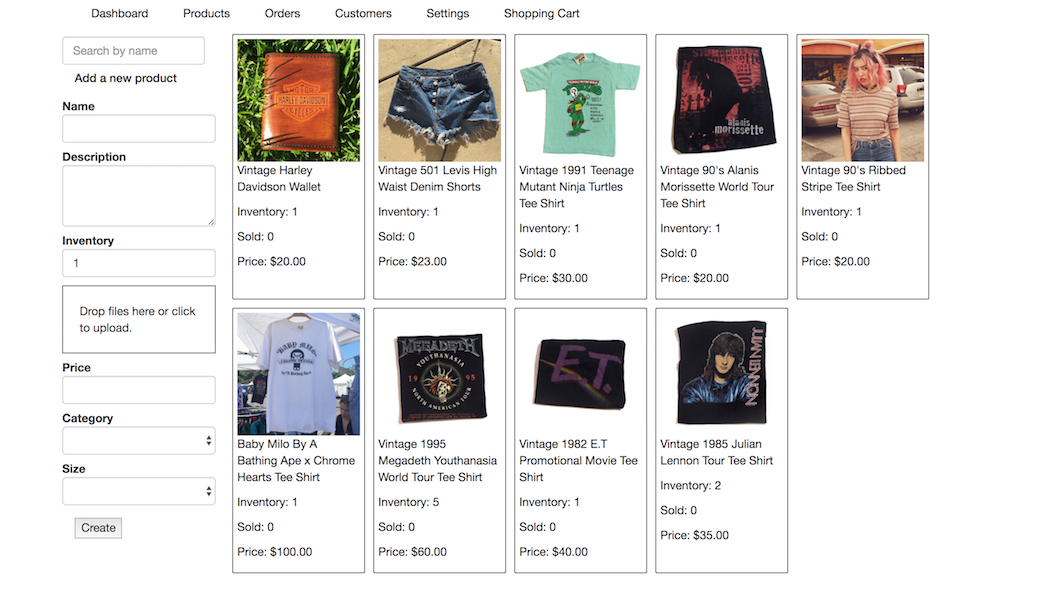 Dashboard Products Orders Customers Settings Shopping Cart
Search by name
Add a new product
Name
Description
Inventory
1
Drop files here or click
to upload.
Price
Category
Size
Create
HARLEY-DAVIDSON
Vintage Harley
Davidson Wallet
Inventory: 1
Sold: 0
Price: $20.00
Vintage 501 Levis High
Waist Denim Shorts
Inventory: 1
Sold: 0
Price: $23.00
Vintage 1991 Teenage
Mutant Ninja Turtles
Tee Shirt
Inventory: 1
Sold: 0
Price: $30.00
alanis
morissette
Vintage 90's Alanis
Morissette World Tour
Tee Shirt
Inventory: 1
Sold: 0
Price: $20.00
Vintage 90's Ribbed
Stripe Tee Shirt
Inventory: 1
Sold: 0
Price: $20.00
BABY MILO
Baby Milo By A
Bathing Ape x Chrome
Hearts Tee Shirt
Inventory: 1
Sold: 0
Price: $100.00
MEGADETH
YOUTHANASIA
1995
NORTH AMERICAN TOUR
Vintage 1995
Megadeth Youthanasia
World Tour Tee Shirt
Inventory: 5
Sold: 0
Price: $60.00
E.T.
Vintage 1982 E.T
Promotional Movie Tee
Shirt
Inventory: 1
Sold: 0
Price: $40.00
Vintage 1985 Julian
Lennon Tour Tee Shirt
Inventory: 2
Sold: 0
Price: $35.00